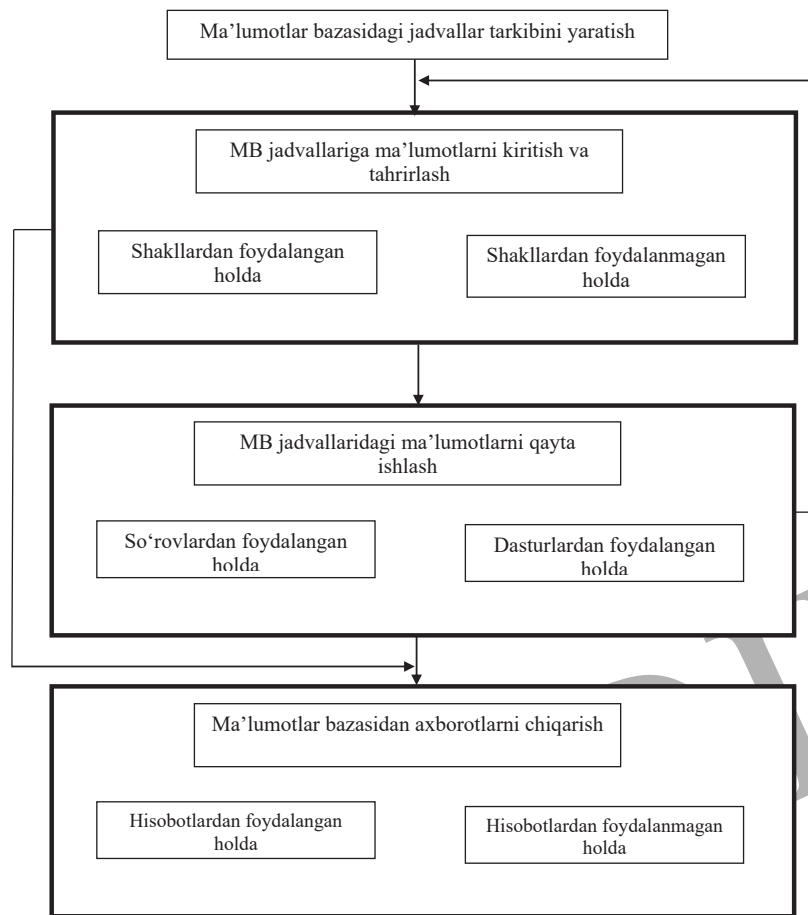 Ma’lumotlar bazasidagi jadvallar tarkibini yaratish
MB jadvallariga ma’lumotlarni kiritish va
tahrirlash
Shakllardan foydalangan
holda
Shakllardan foydalanmagan
holda
MB jadvallaridagi ma’lumotlarni qayta
ishlash
So‘rovlardan foydalangan
holda
Dasturlardan foydalangan
holda
Ma’lumotlar bazasidan axborotlarni chiqarish
Hisobotlardan foydalangan
holda
Hisobotlardan foydalanmagan
holda